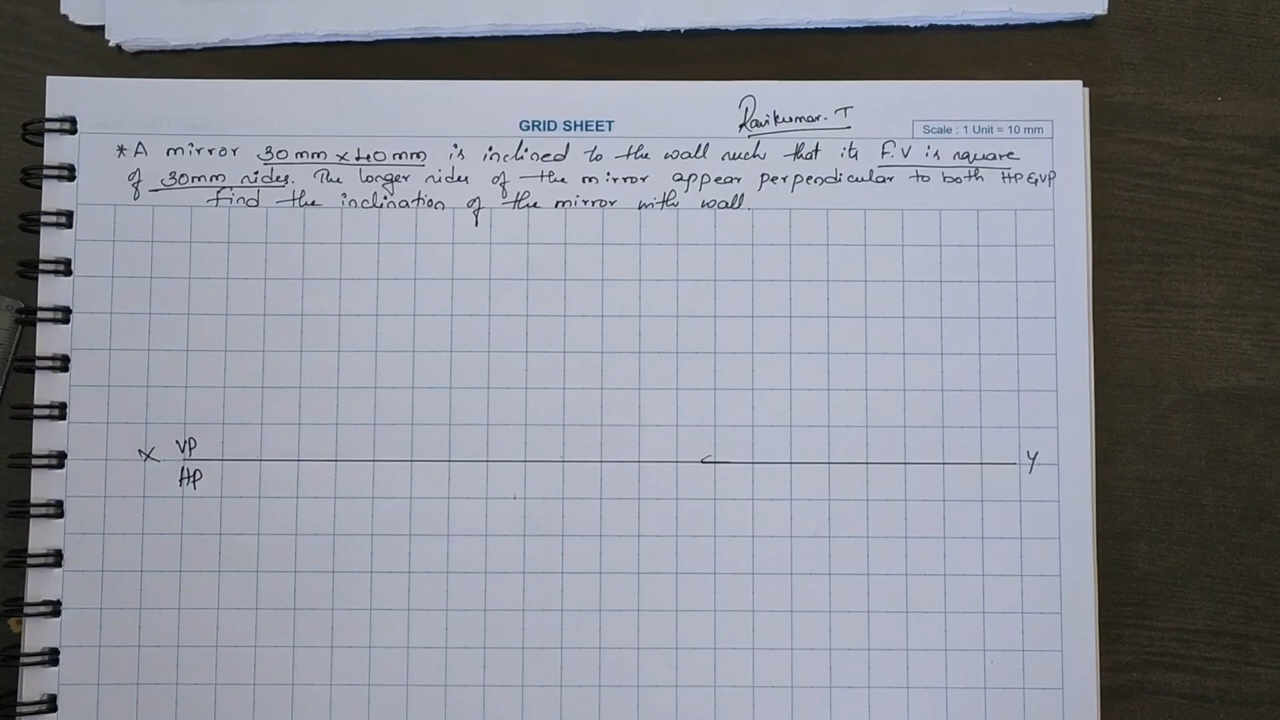 Ravikumar. T
GRID SHEET
Scale : 1 Unit = 10 mm
* A mirror 30mm x 40mm is inclined to the wall such that its F.V is square
of 30mm sides. The longer sides of the mirror appear perpendicular to both HP & VP
find the inclination of the mirror with wall.
X VP Y
HP